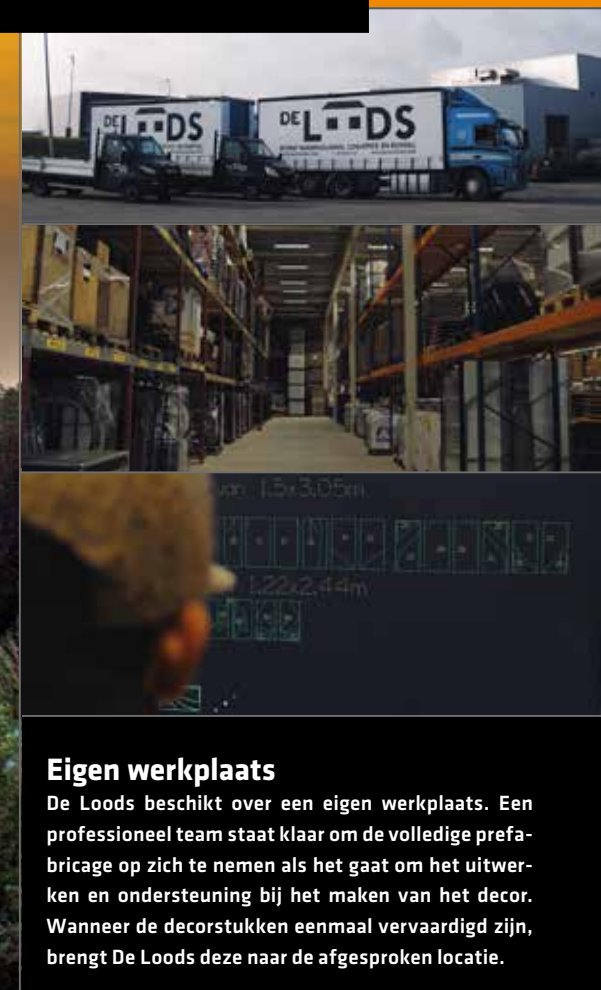 DE LOODS
DE LOODS
van 1.5x3.05m
1.22x2.44m
Eigen werkplaats
De Loods beschikt over een eigen werkplaats. Een
professioneel team staat klaar om de volledige prefa-
bricage op zich te nemen als het gaat om het uitwer-
ken en ondersteuning bij het maken van het decor.
Wanneer de decorstukken eenmaal vervaardigd zijn,
brengt De Loods deze naar de afgesproken locatie.